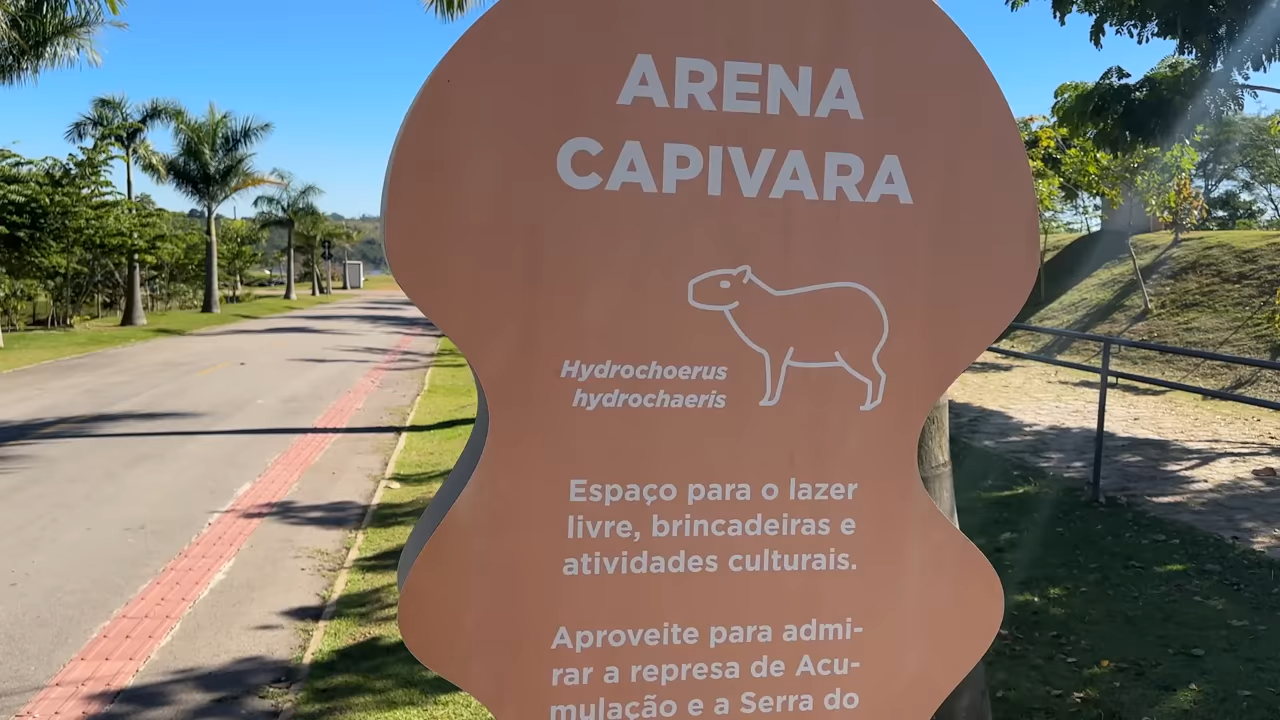 ARENA
CAPIVARA
Hydrochoerus
hydrochaeris
Espaço para o lazer
livre, brincadeiras e
atividades culturais.
Aproveite para admi-
rar a represa de Acu-
mulação e a Serra do